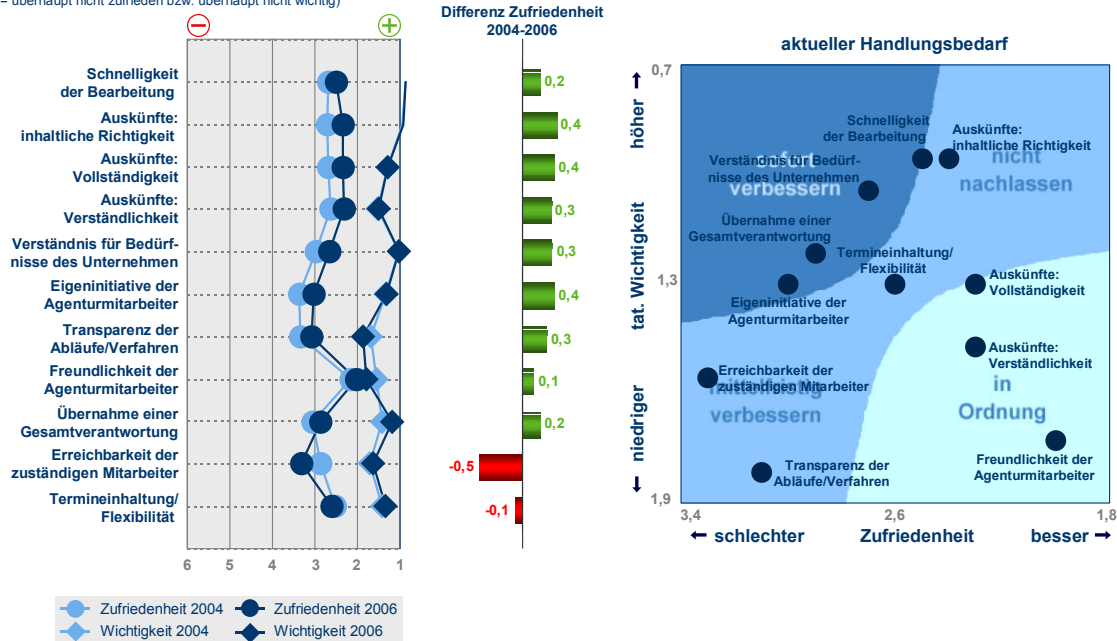 = überhaupt nicht zufrieden bzw. überhaupt nicht wichtig)
Schnelligkeit
der Bearbeitung
Auskünfte:
inhaltliche Richtigkeit
Auskünfte:
Vollständigkeit
Auskünfte:
Verständlichkeit
Verständnis für Bedürf-
nisse des Unternehmen
Eigeninitiative der
Agenturmitarbeiter
Transparenz der
Abläufe/Verfahren
Freundlichkeit der
Agenturmitarbeiter
Übernahme einer
Gesamtverantwortung
Erreichbarkeit der
zuständigen Mitarbeiter
Termineinhaltung/
Flexibilität
6 5 4 3 2 1
Zufriedenheit 2004
Zufriedenheit 2006
Wichtigkeit 2004
Wichtigkeit 2006
Differenz Zufriedenheit
2004-2006
0,2
0,4
0,4
0,3
0,3
0,4
0,3
0,1
0,2
-0,5
-0,1
aktueller Handlungsbedarf
0,7
1,3
1,9
höher
tat. Wichtigkeit
niedriger
Schnelligkeit
der Bearbeitung
Auskünfte:
inhaltliche Richtigkeit
sofort
verbessern
nicht
nachlassen
Verständnis für Bedürf-
nisse des Unternehmen
Übernahme einer
Gesamtverantwortung
Termineinhaltung/
Flexibilität
Auskünfte:
Vollständigkeit
Eigeninitiative der
Agenturmitarbeiter
Auskünfte:
Verständlichkeit
Erreichbarkeit der
zuständigen Mitarbeiter
mittelfristig
verbessern
in
Ordnung
Transparenz der
Abläufe/Verfahren
Freundlichkeit der
Agenturmitarbeiter
3,4 2,6 1,8
schlechter Zufriedenheit besser